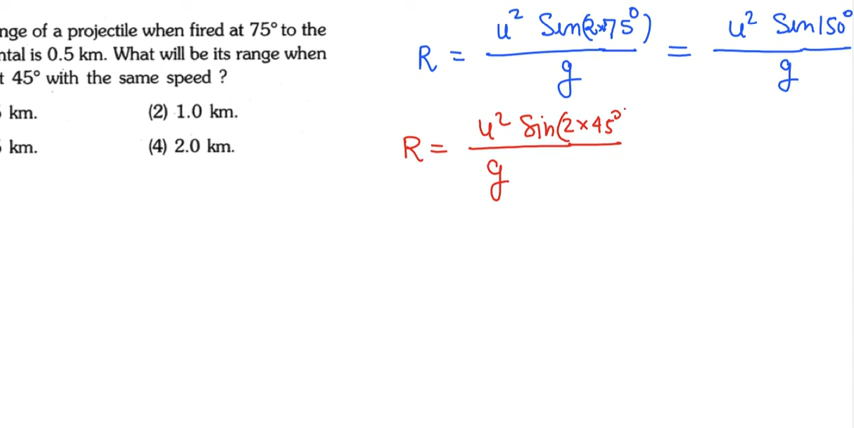 nge of a projectile when fired at 75° to the
ntal is 0.5 km. What will be its range when
t 45° with the same speed ?
km. (2) 1.0 km.
km. (4) 2.0 km.
R = u² Sin(2×75°) / g = u² Sin150° / g
R = u² Sin(2×45° / g